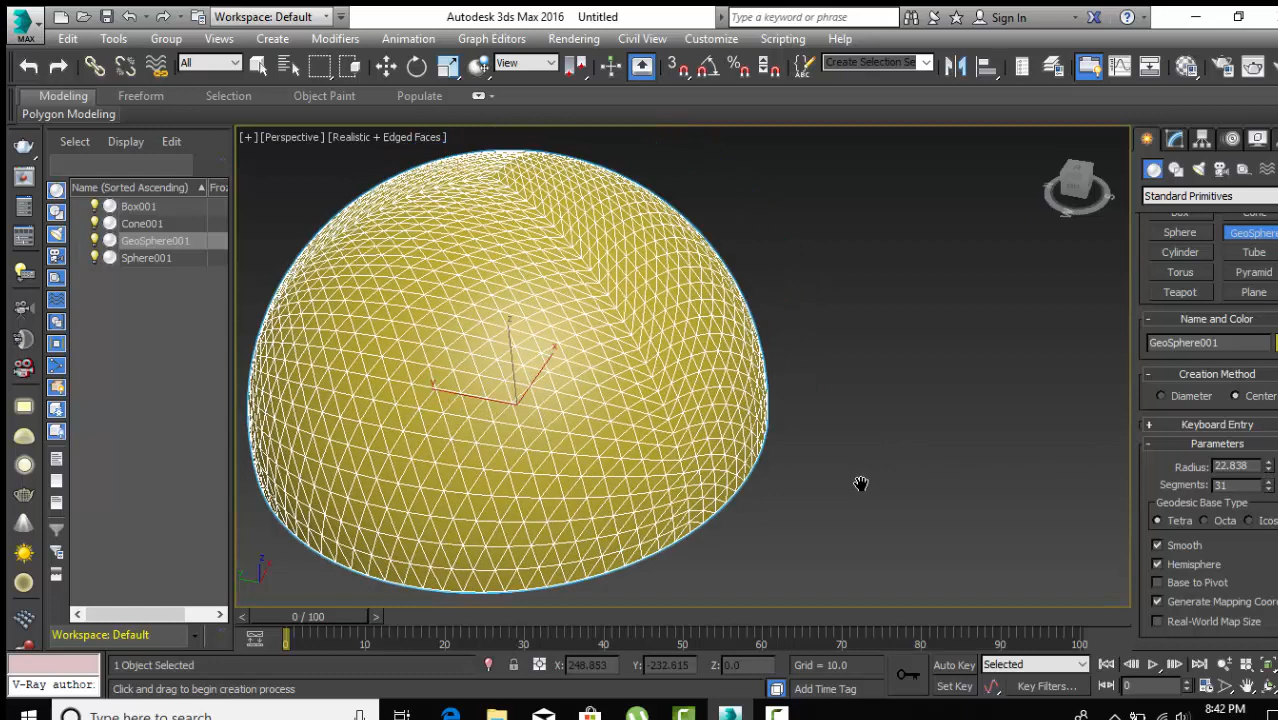 MAX
Workspace: Default
Autodesk 3ds Max 2016 Untitled
Type a keyword or phrase
Sign In
Edit Tools Group Views Create Modifiers Animation Graph Editors Rendering Civil View Customize Scripting Help
All
View
3
Create Selection Se
Modeling Freeform Selection Object Paint Populate
Polygon Modeling
Select Display Edit
Name (Sorted Ascending) Fro
Box001
Cone001
GeoSphere001
Sphere001
[+] [Perspective] [Realistic + Edged Faces]
Standard Primitives
Box Cone
Sphere GeoSphere
Cylinder Tube
Torus Pyramid
Teapot Plane
Name and Color
GeoSphere001
Creation Method
Diameter Center
Keyboard Entry
Parameters
Radius: 22.838
Segments: 31
Geodesic Base Type
Tetra Octa Icos
Smooth
Hemisphere
Base to Pivot
Generate Mapping Coor
Real-World Map Size
0 / 100
Workspace: Default
0 10 20 30 40 50 60 70 80 90 100
1 Object Selected X: 248.853 Y: -232.615 Z: 0.0 Grid = 10.0 Auto Key Selected
V-Ray author: Click and drag to begin creation process Add Time Tag Set Key Key Filters... 0
Type here to search
8:42 PM